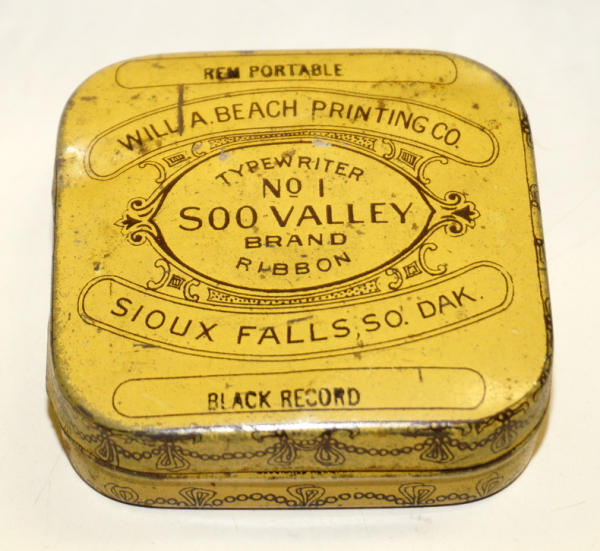 REM PORTABLE
WILL A. BEACH PRINTING CO.
TYPEWRITER
No 1
SOO VALLEY
BRAND
RIBBON
SIOUX FALLS, SO. DAK.
BLACK RECORD